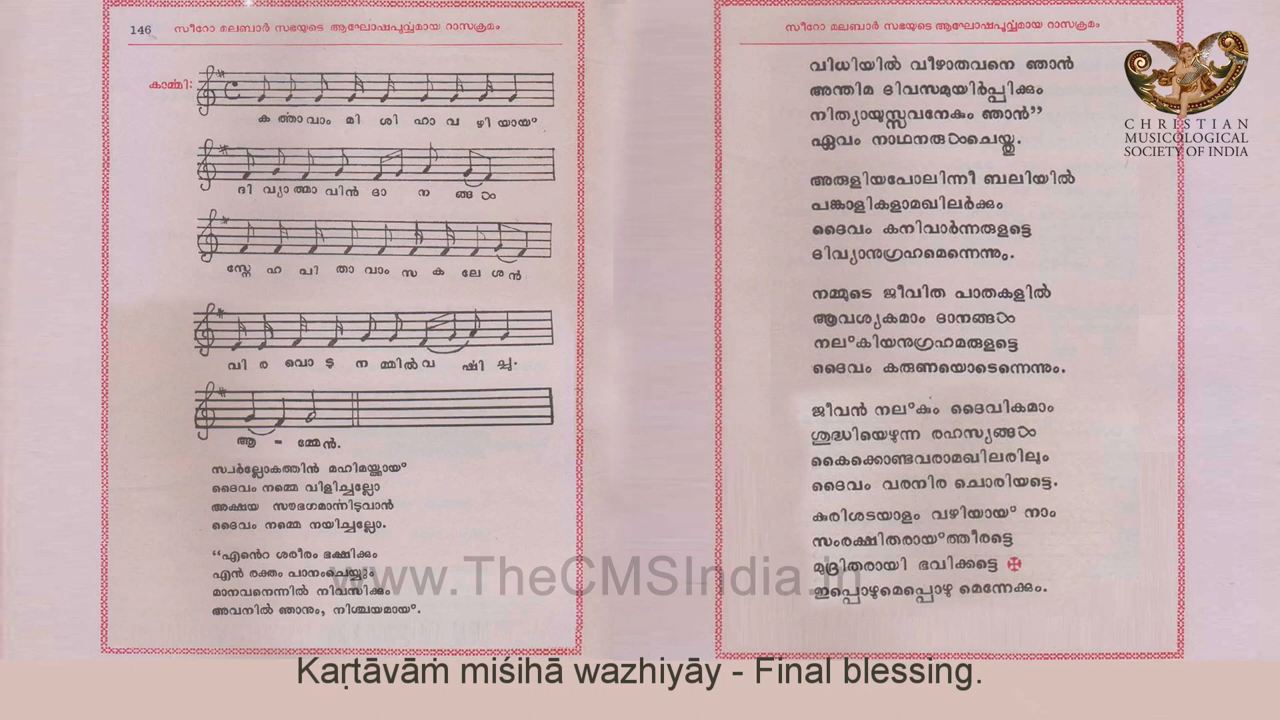 146 സീറോ മലബാർ സഭയുടെ ആഘോഷപൂർവ്വമായ റാസക്രമം
കാർമ്മി:
കർത്താവാം മി ശി ഹാ വ ഴി യായ്
ദി വ്യാത്മാ വിൻ ദാ ന ങ്ങൾ
സ്നേ ഹ പി താ വാം സ ക ലേ ശൻ
വി ര വൊ ടു ന മ്മിൽ വ ർഷി ച്ചു.
ആ - മ്മേൻ.
സ്വർല്ലോകത്തിൻ മഹിമയ്ക്കായ്
ദൈവം നമ്മെ വിളിച്ചല്ലോ
അക്ഷയ സൗഭഗമാർന്നിടുവാൻ
ദൈവം നമ്മെ നയിച്ചല്ലോ.
“എന്റെ ശരീരം ഭക്ഷിക്കും
എൻ രക്തം പാനംചെയ്യും
മാനവനെന്നിൽ നിവസിക്കും
അവനിൽ ഞാനും, നിശ്ചയമായ്.
സീറോ മലബാർ സഭയുടെ ആഘോഷപൂർവ്വമായ റാസക്രമം
വിധിയിൽ വീഴാതവനെ ഞാൻ
അന്തിമ ദിവസമുയിർപ്പിക്കും
നിത്യായുസ്സവനേകും ഞാൻ”
ഏവം നാഥനരുൾചെയ്തു.
അരുളിയപോലിന്നീ ബലിയിൽ
പങ്കാളികളാമഖിലർക്കും
ദൈവം കനിവാർന്നരുളട്ടെ
ദിവ്യാനുഗ്രഹമെന്നെന്നും.
നമ്മുടെ ജീവിത പാതകളിൽ
ആവശ്യകമാം ദാനങ്ങൾ
നല്കിയനുഗ്രഹമരുളട്ടെ
ദൈവം കരുണയൊടെന്നെന്നും.
ജീവൻ നല്കും ദൈവികമാം
ശുദ്ധിയെഴുന്ന രഹസ്യങ്ങൾ
കൈക്കൊണ്ടവരാമഖിലരിലും
ദൈവം വരനിര ചൊരിയട്ടെ.
കുരിശടയാളം വഴിയായ് നാം
സംരക്ഷിതരായ്ത്തീരട്ടെ
മുദ്രിതരായി ഭവിക്കട്ടെ ✠
ഇപ്പൊഴുമെപ്പൊഴു മെന്നേക്കും.
CHRISTIAN
MUSICOLOGICAL
SOCIETY OF INDIA
www.TheCMSIndia.in
Kaṛtāvāṁ miśihā wazhiyāy - Final blessing.